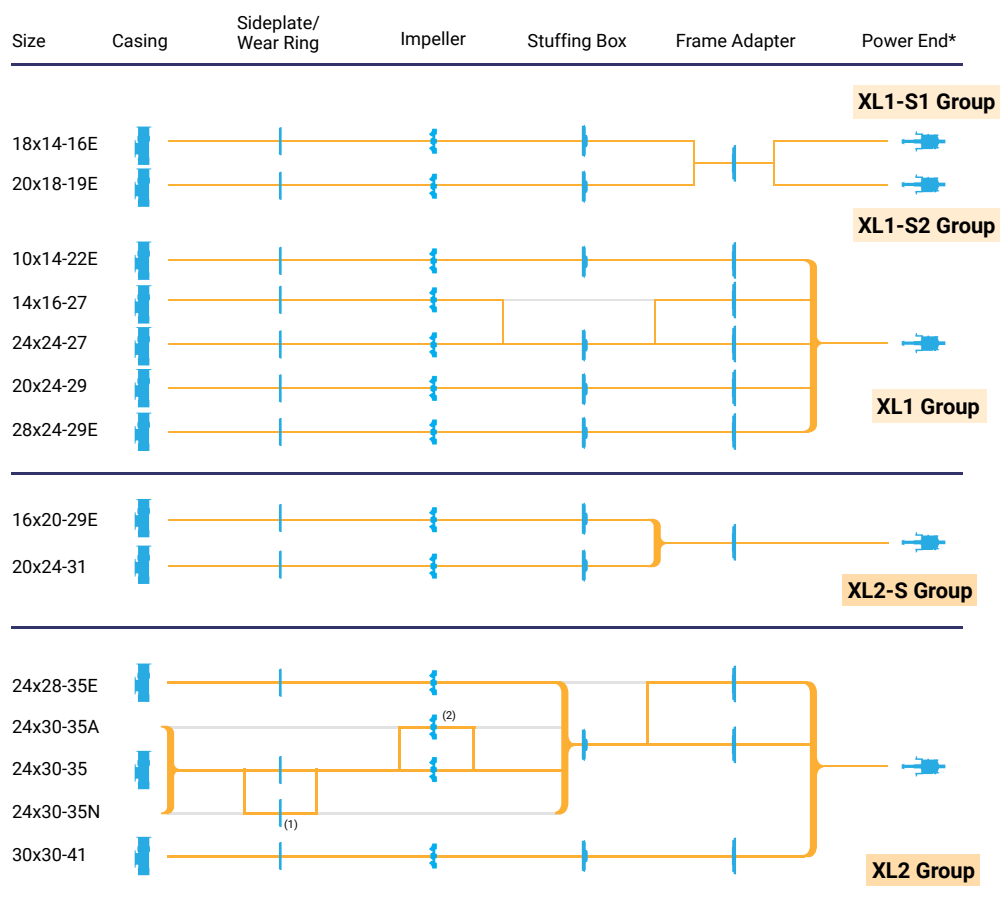 Size Casing Sideplate/ Wear Ring Impeller Stuffing Box Frame Adapter Power End*
XL1-S1 Group
18x14-16E
20x18-19E
XL1-S2 Group
10x14-22E
14x16-27
24x24-27
20x24-29
XL1 Group
28x24-29E
16x20-29E
20x24-31
XL2-S Group
24x28-35E
24x30-35A (2)
24x30-35
24x30-35N
(1)
30x30-41
XL2 Group